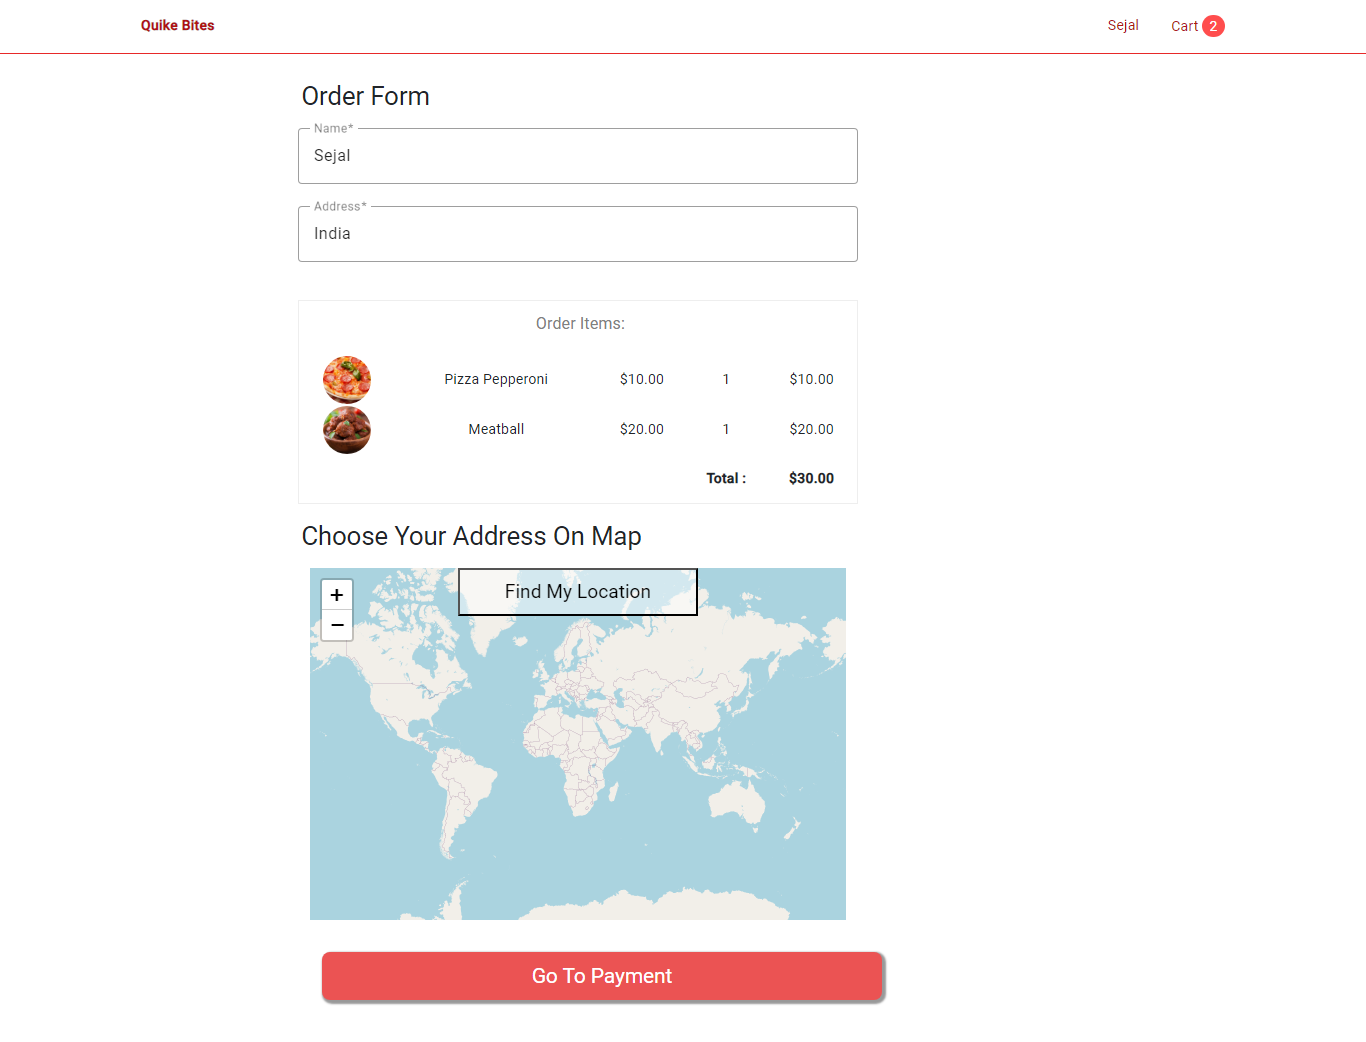 Quike Bites Sejal Cart 2
Order Form
Name*
Sejal
Address*
India
Order Items:
Pizza Pepperoni $10.00 1 $10.00
Meatball $20.00 1 $20.00
Total : $30.00
Choose Your Address On Map
Find My Location
+
−
Go To Payment